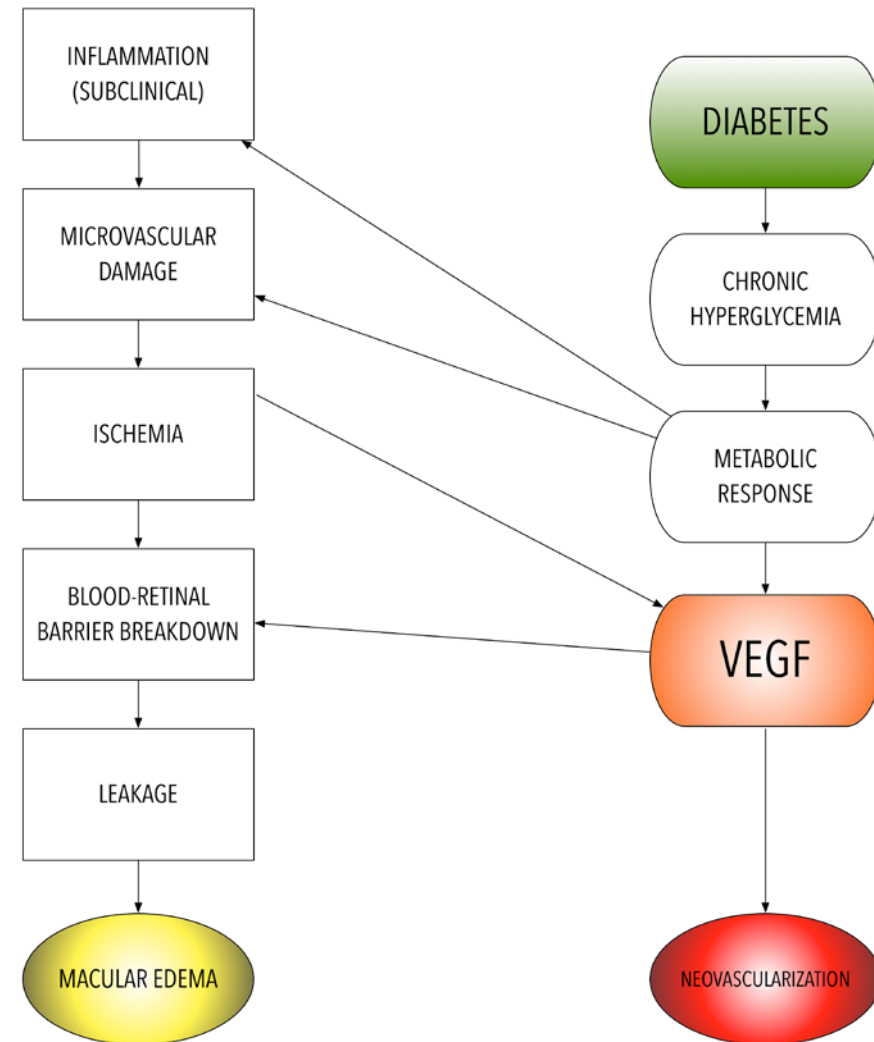 INFLAMMATION
(SUBCLINICAL)
MICROVASCULAR
DAMAGE
ISCHEMIA
BLOOD-RETINAL
BARRIER BREAKDOWN
LEAKAGE
MACULAR EDEMA
DIABETES
CHRONIC
HYPERGLYCEMIA
METABOLIC
RESPONSE
VEGF
NEOVASCULARIZATION